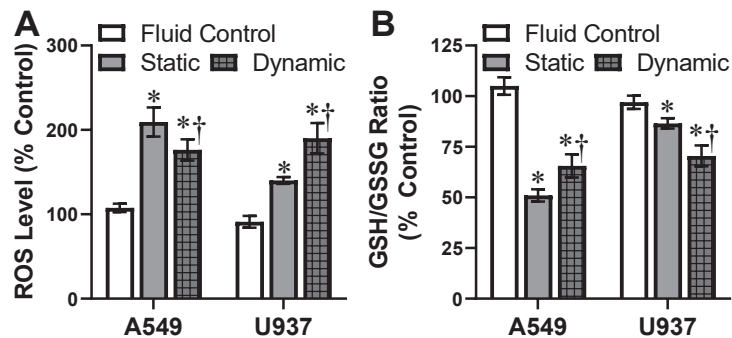 A
Fluid Control
Static
Dynamic
ROS Level (% Control)
300
200
100
0
*
*†
*
*†
A549
U937
B
Fluid Control
Static
Dynamic
GSH/GSSG Ratio
(% Control)
125
100
75
50
25
0
*
*†
*
*†
A549
U937